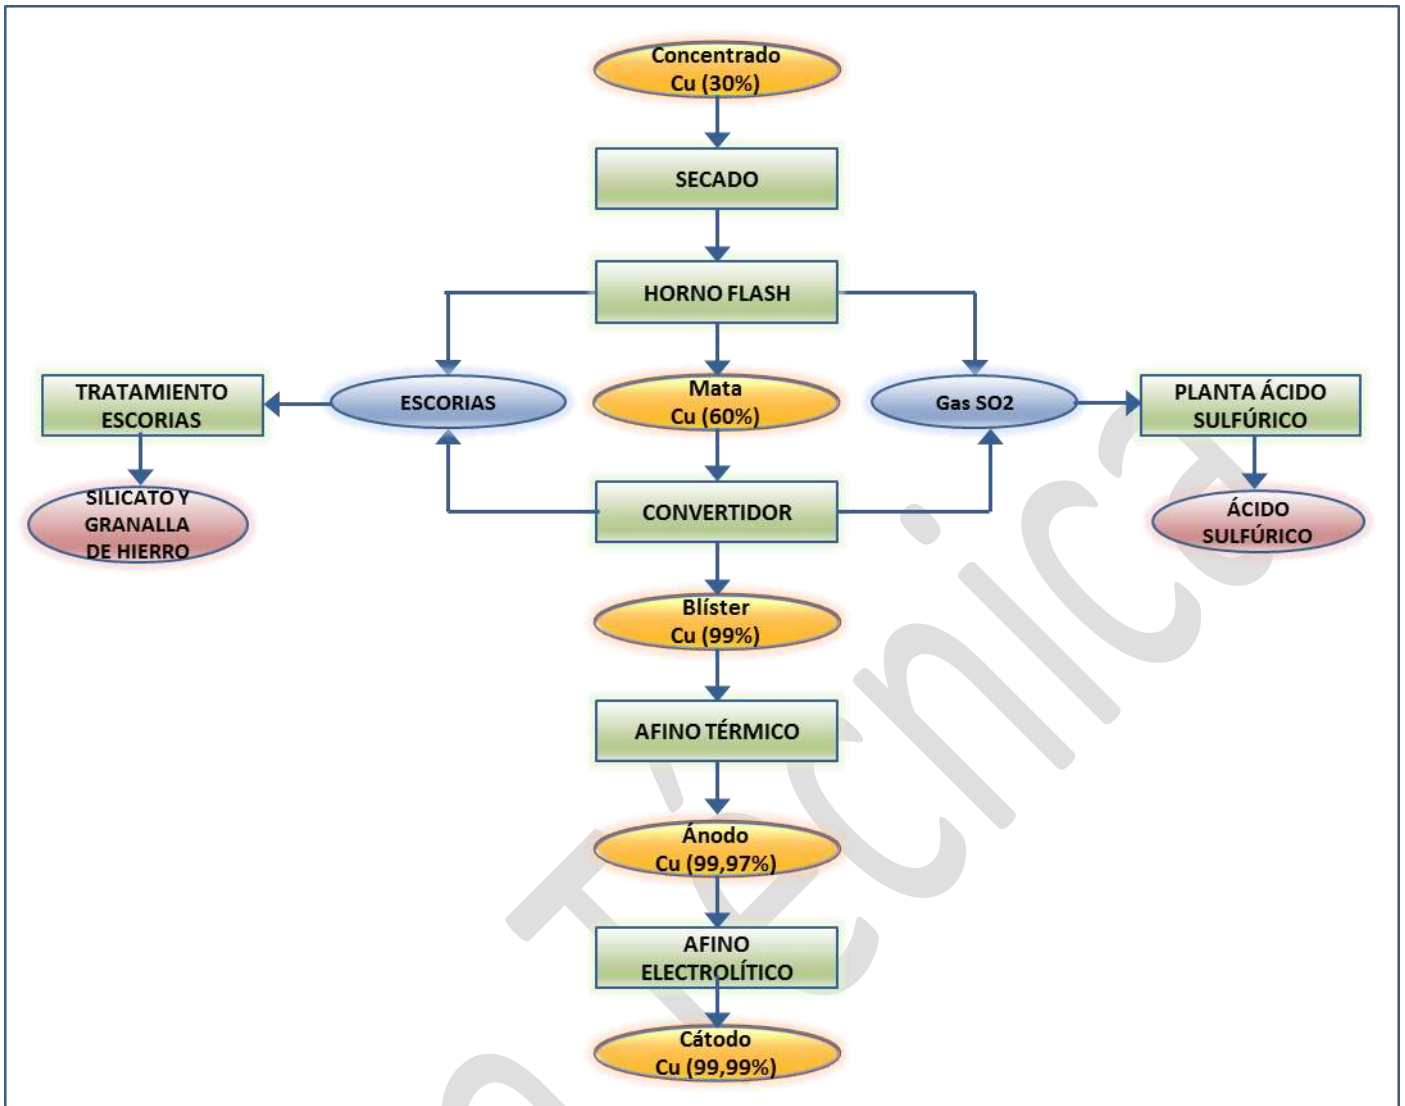 Concentrado
Cu (30%)
SECADO
HORNO FLASH
TRATAMIENTO
ESCORIAS
ESCORIAS
Mata
Cu (60%)
Gas SO2
PLANTA ÁCIDO
SULFÚRICO
SILICATO Y
GRANALLA
DE HIERRO
CONVERTIDOR
ÁCIDO
SULFÚRICO
Blíster
Cu (99%)
AFINO TÉRMICO
Ánodo
Cu (99,97%)
AFINO
ELECTROLÍTICO
Cátodo
Cu (99,99%)
Técnica